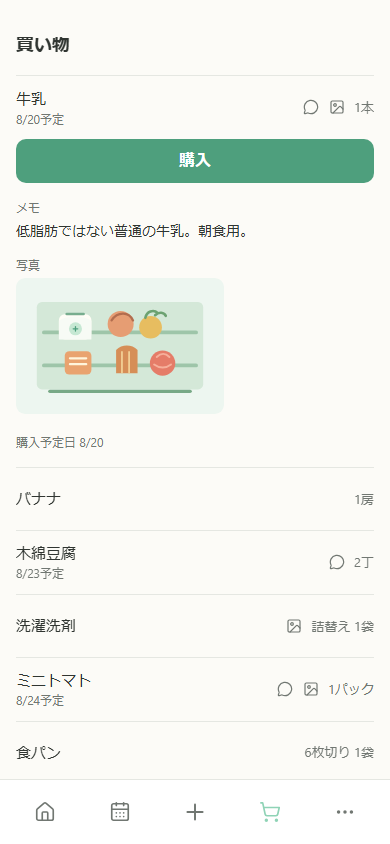 買い物
牛乳
8/20予定
1本
購入
メモ
低脂肪ではない普通の牛乳。朝食用。
写真
購入予定日 8/20
バナナ
1房
木綿豆腐
8/23予定
2丁
洗濯洗剤
詰替え 1袋
ミニトマト
8/24予定
1パック
食パン
6枚切り 1袋